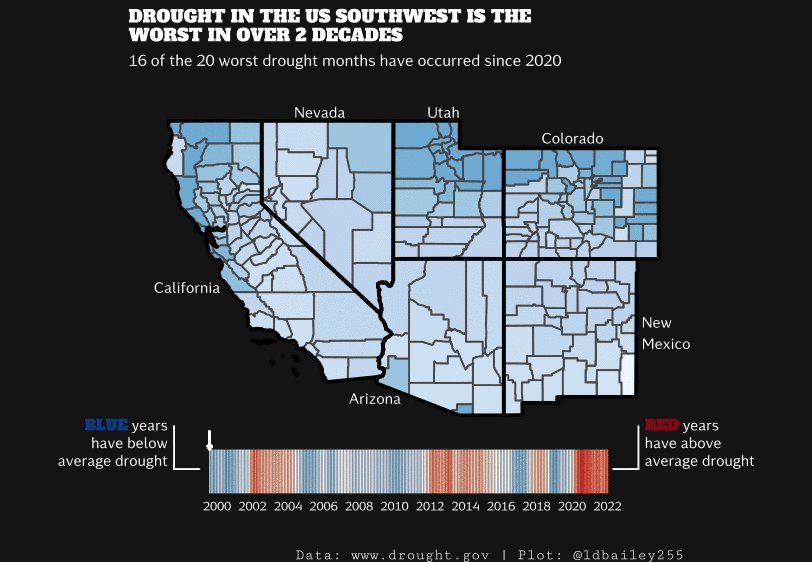 DROUGHT IN THE US SOUTHWEST IS THE
WORST IN OVER 2 DECADES
16 of the 20 worst drought months have occurred since 2020
Nevada
Utah
Colorado
California
New
Mexico
Arizona
BLUE years
have below
average drought
RED years
have above
average drought
2000 2002 2004 2006 2008 2010 2012 2014 2016 2018 2020 2022
Data: www.drought.gov | Plot: @ldbailey255